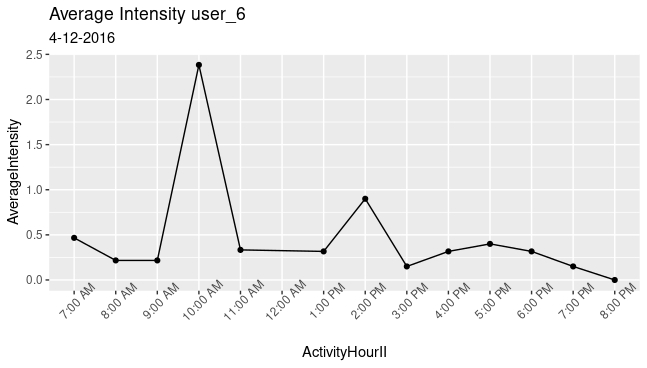 Average Intensity user_6
4-12-2016
2.5
2.0
1.5
1.0
0.5
0.0
AverageIntensity
7:00 AM
8:00 AM
9:00 AM
10:00 AM
11:00 AM
12:00 AM
1:00 PM
2:00 PM
3:00 PM
4:00 PM
5:00 PM
6:00 PM
7:00 PM
8:00 PM
ActivityHourII